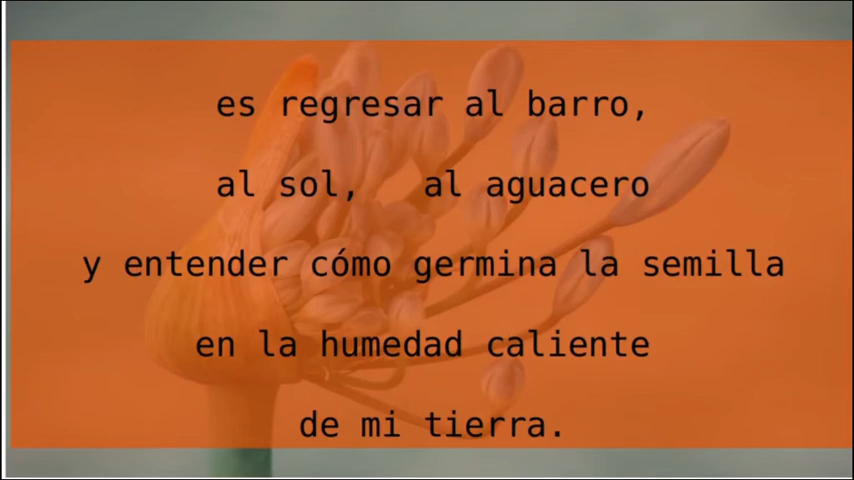 es regresar al barro,
al sol, al aguacero
y entender cómo germina la semilla
en la humedad caliente
de mi tierra.